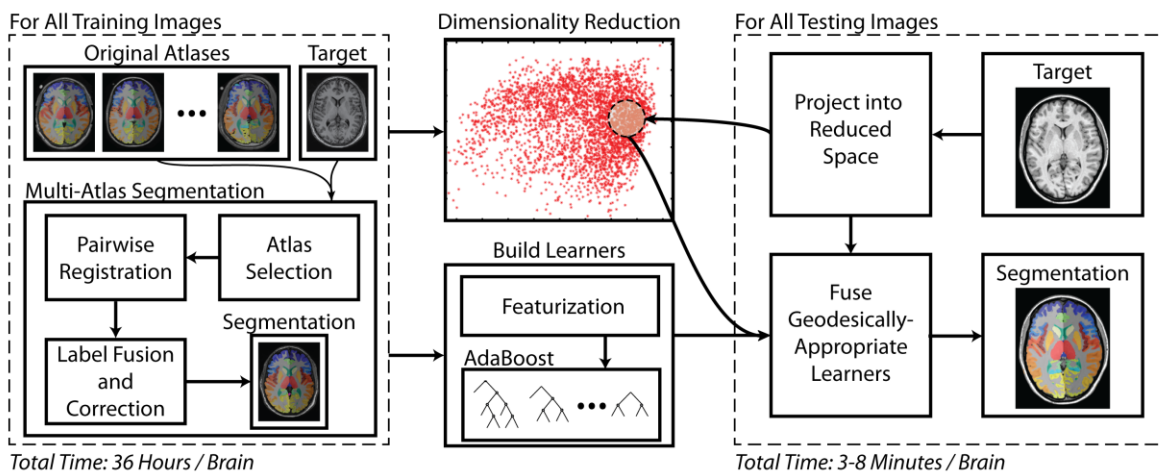 For All Training Images
Original Atlases
Target
Multi-Atlas Segmentation
Pairwise
Registration
Atlas
Selection
Label Fusion
and
Correction
Segmentation
Total Time: 36 Hours / Brain
Dimensionality Reduction
Build Learners
Featurization
AdaBoost
For All Testing Images
Project into
Reduced
Space
Target
Fuse
Geodesically-
Appropriate
Learners
Segmentation
Total Time: 3-8 Minutes / Brain